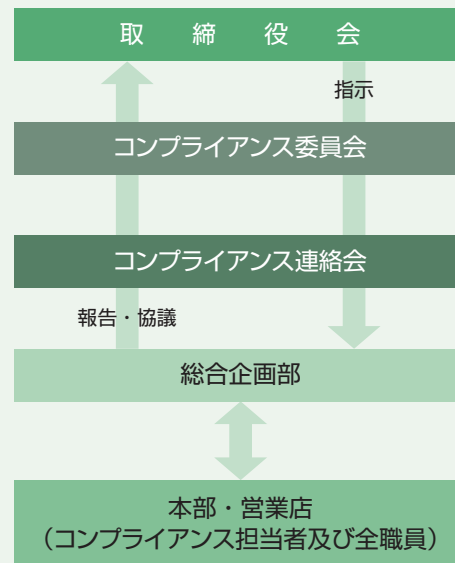 取締役会
指示
コンプライアンス委員会
コンプライアンス連絡会
報告・協議
総合企画部
本部・営業店
（コンプライアンス担当者及び全職員）